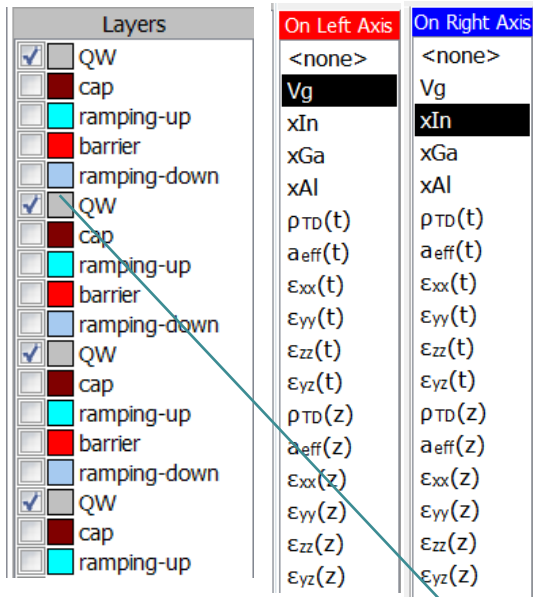 Layers
QW
cap
ramping-up
barrier
ramping-down
QW
cap
ramping-up
barrier
ramping-down
QW
cap
ramping-up
barrier
ramping-down
QW
cap
ramping-up
On Left Axis
<none>
Vg
xIn
xGa
xAl
ρTD(t)
aeff(t)
εxx(t)
εyy(t)
εzz(t)
εyz(t)
ρTD(z)
aeff(z)
εxx(z)
εyy(z)
εzz(z)
εyz(z)
On Right Axis
<none>
Vg
xIn
xGa
xAl
ρTD(t)
aeff(t)
εxx(t)
εyy(t)
εzz(t)
εyz(t)
ρTD(z)
aeff(z)
εxx(z)
εyy(z)
εzz(z)
εyz(z)